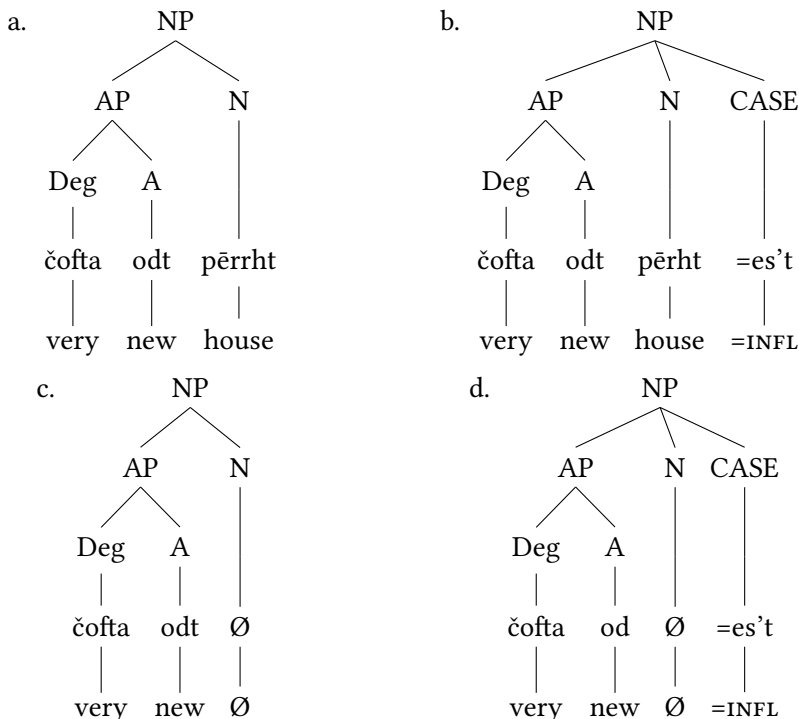 a. NP b. NP
AP N AP N CASE
Deg A Deg A
čofta odt pērrht čofta odt pērht =es’t
very new house very new house =INFL
c. NP d. NP
AP N AP N CASE
Deg A Deg A
čofta odt Ø čofta od Ø =es’t
very new Ø very new Ø =INFL